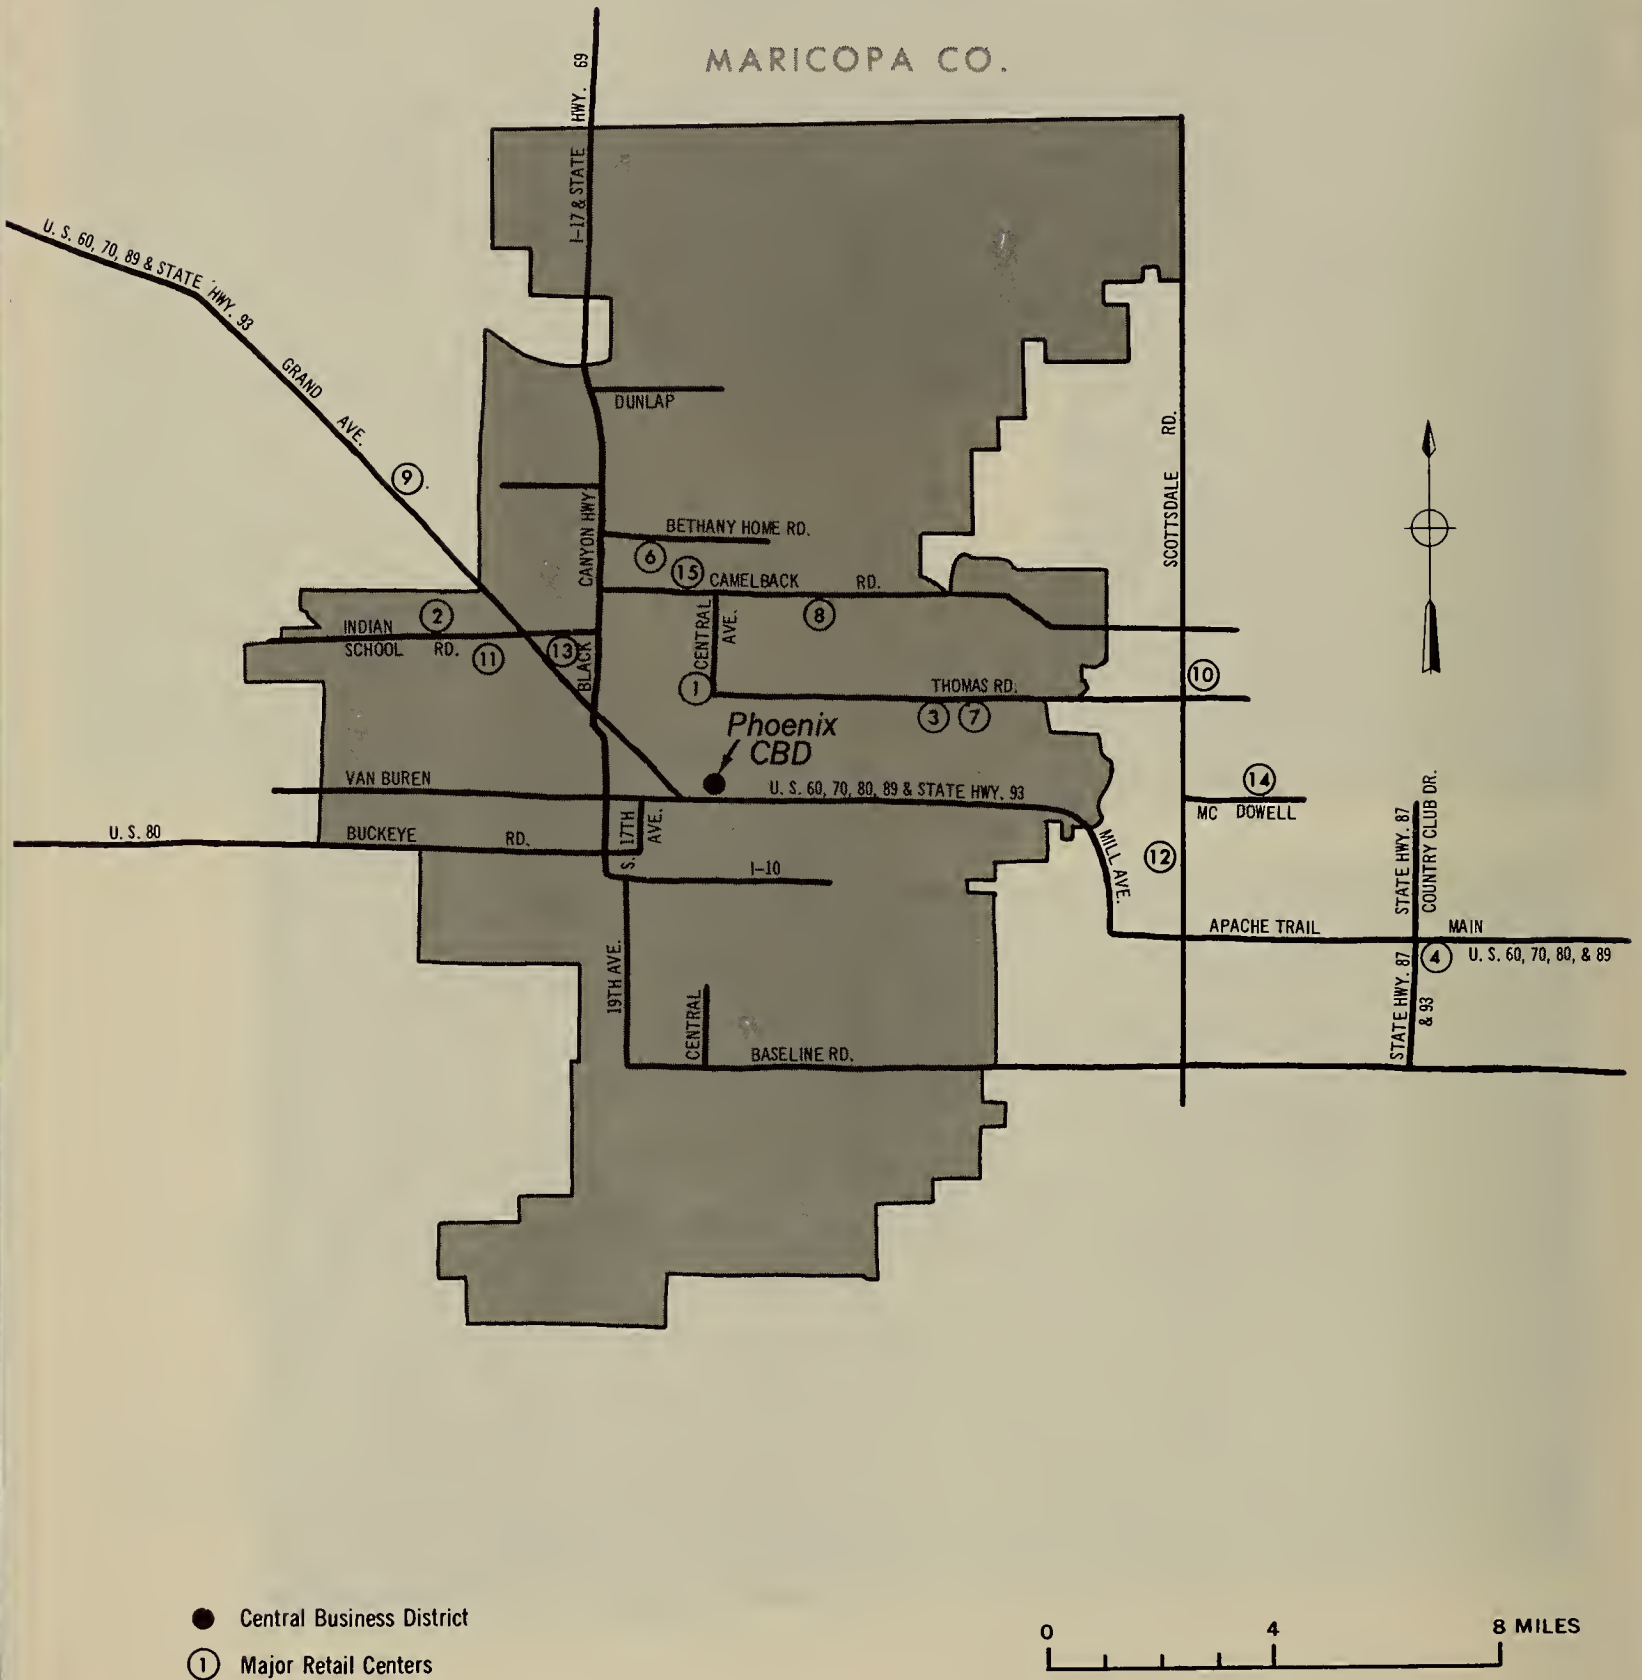 MARICOPA CO.
I-17 & STATE HWY. 69
U. S. 60, 70, 89 & STATE HWY. 93
GRAND AVE.
DUNLAP
SCOTTSDALE RD.
9
BLACK CANYON HWY.
BETHANY HOME RD.
6
15
CAMELBACK RD.
2
8
INDIAN
SCHOOL RD.
11
13
CENTRAL
AVE.
1
THOMAS RD.
10
3
7
Phoenix
CBD
VAN BUREN
U. S. 60, 70, 80, 89 & STATE HWY. 93
14
MC DOWELL
U. S. 80
BUCKEYE RD.
S. 17TH
AVE.
MILL AVE.
12
STATE HWY. 87
COUNTRY CLUB DR.
I-10
APACHE TRAIL
MAIN
4
U. S. 60, 70, 80, & 89
19TH AVE.
STATE HWY. 87
& 93
CENTRAL
BASELINE RD.
Central Business District
1 Major Retail Centers
0 4 8 MILES